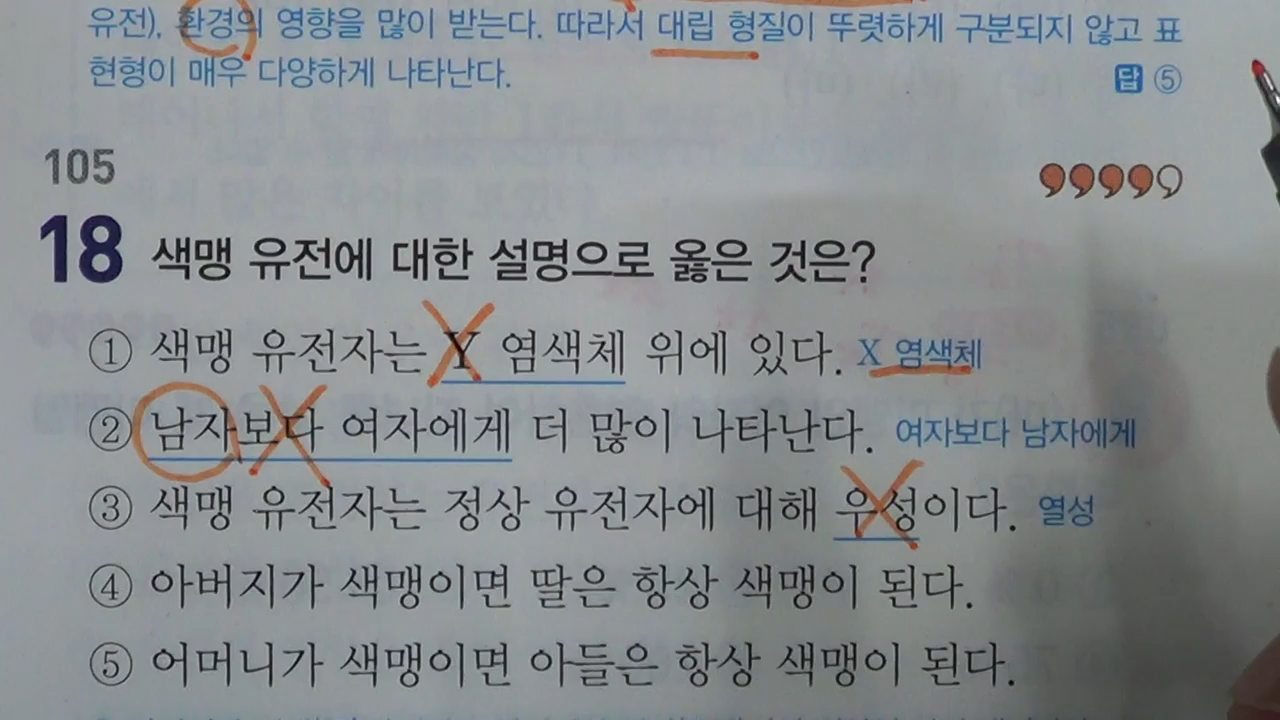 유전), 환경의 영향을 많이 받는다. 따라서 대립 형질이 뚜렷하게 구분되지 않고 표
현형이 매우 다양하게 나타난다. 답 ⑤
105
18 색맹 유전에 대한 설명으로 옳은 것은?
① 색맹 유전자는 Y 염색체 위에 있다. X 염색체
② 남자보다 여자에게 더 많이 나타난다. 여자보다 남자에게
③ 색맹 유전자는 정상 유전자에 대해 우성이다. 열성
④ 아버지가 색맹이면 딸은 항상 색맹이 된다.
⑤ 어머니가 색맹이면 아들은 항상 색맹이 된다.